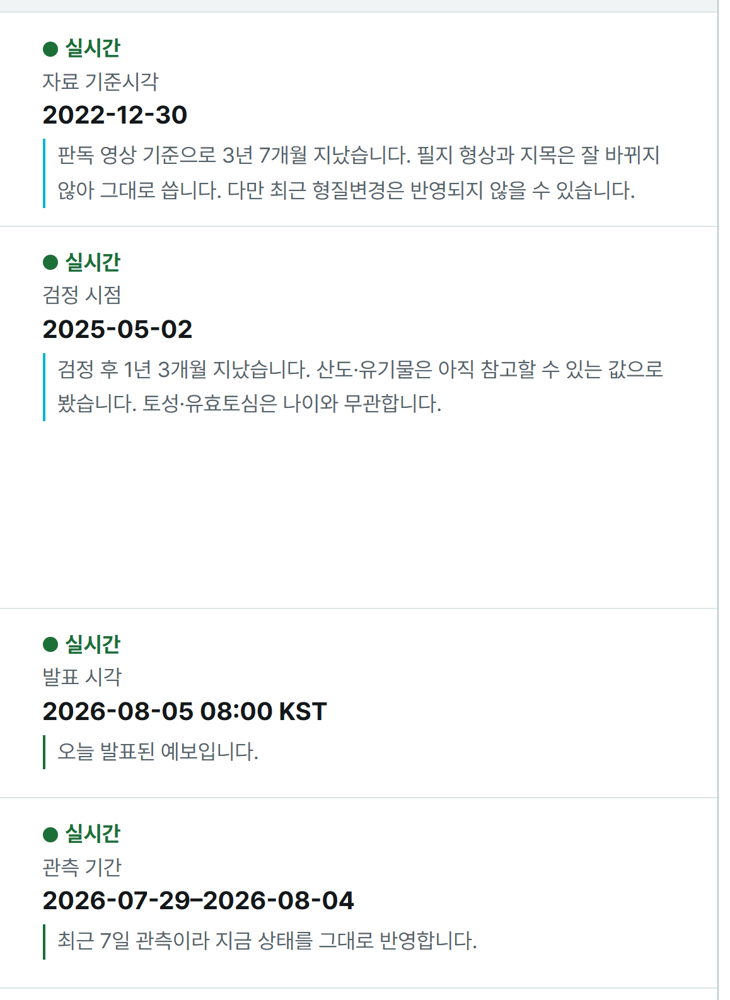 실시간
자료 기준시각
2022-12-30
판독 영상 기준으로 3년 7개월 지났습니다. 필지 형상과 지목은 잘 바뀌지
않아 그대로 씁니다. 다만 최근 형질변경은 반영되지 않을 수 있습니다.
실시간
검정 시점
2025-05-02
검정 후 1년 3개월 지났습니다. 산도·유기물은 아직 참고할 수 있는 값으로
봤습니다. 토성·유효토심은 나이와 무관합니다.
실시간
발표 시각
2026-08-05 08:00 KST
오늘 발표된 예보입니다.
실시간
관측 기간
2026-07-29–2026-08-04
최근 7일 관측이라 지금 상태를 그대로 반영합니다.